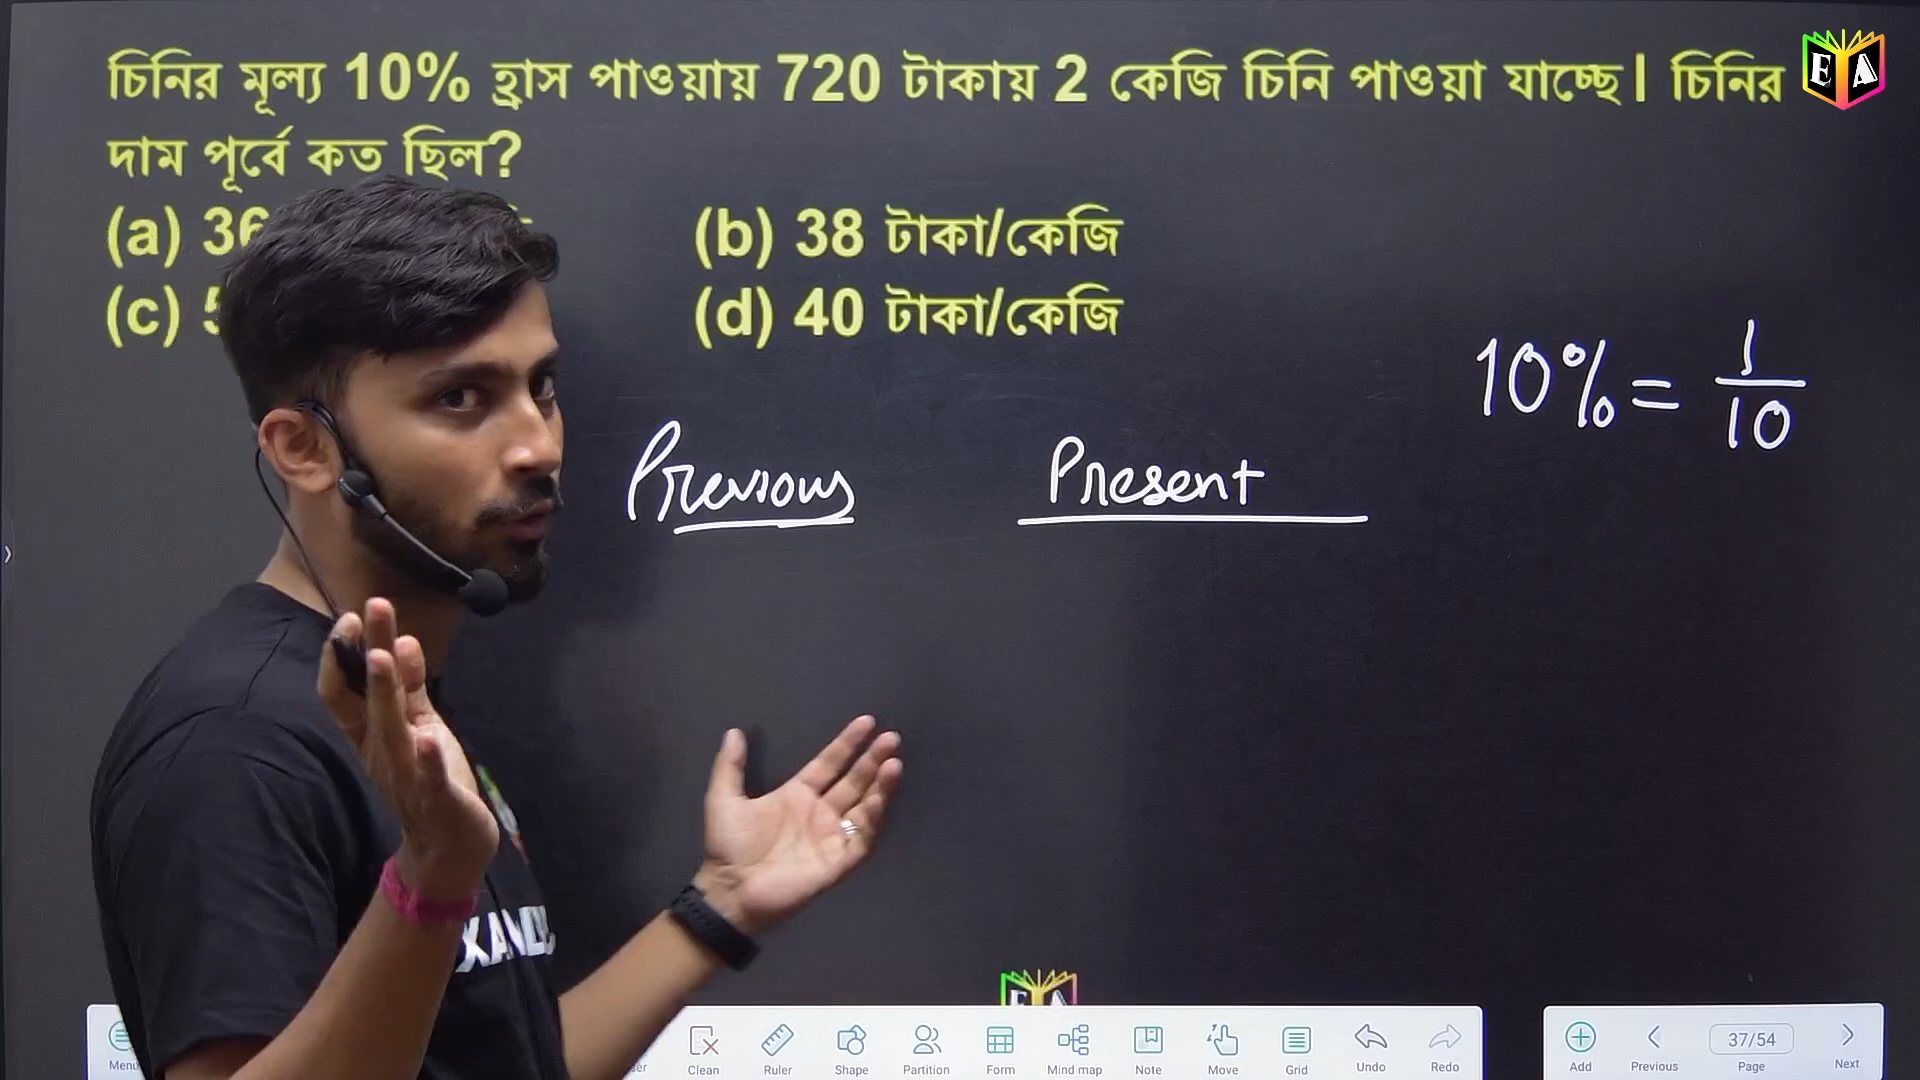 চিনির মূল্য 10% হ্রাস পাওয়ায় 720 টাকায় 2 কেজি চিনি পাওয়া যাচ্ছে। চিনির
দাম পূর্বে কত ছিল?
(a) 36
(b) 38 টাকা/কেজি
(c) 5
(d) 40 টাকা/কেজি
10% = 1/10
Previous
Present
E A
XAN
E A
Menu
Clean
Ruler
Shape
Partition
Form
Mind map
Note
Move
Grid
Undo
Redo
Add
Previous
37/54
Page
Next